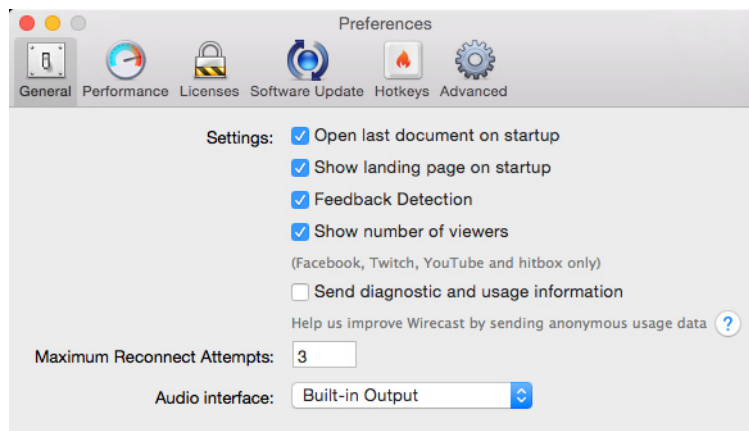 Preferences
General Performance Licenses Software Update Hotkeys Advanced
Settings: Open last document on startup
Show landing page on startup
Feedback Detection
Show number of viewers
(Facebook, Twitch, YouTube and hitbox only)
Send diagnostic and usage information
Help us improve Wirecast by sending anonymous usage data ?
Maximum Reconnect Attempts: 3
Audio interface: Built-in Output